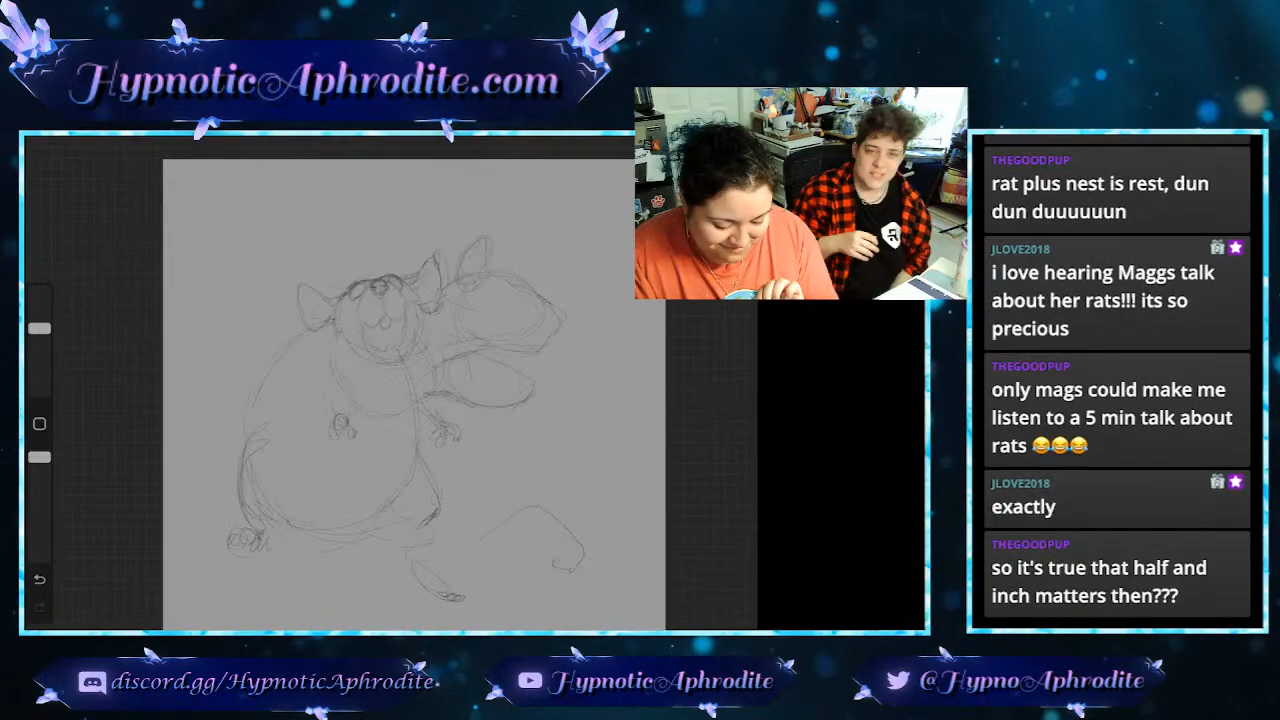 HypnoticAphrodite.com
THEGOODPUP
rat plus nest is rest, dun
dun duuuuun
JLOVE2018
i love hearing Maggs talk
about her rats!!! its so
precious
THEGOODPUP
only mags could make me
listen to a 5 min talk about
rats 😂😂😂
JLOVE2018
exactly
THEGOODPUP
so it's true that half and
inch matters then???
discord.gg/HypnoticAphrodite
HypnoticAphrodite
@HypnoAphrodite